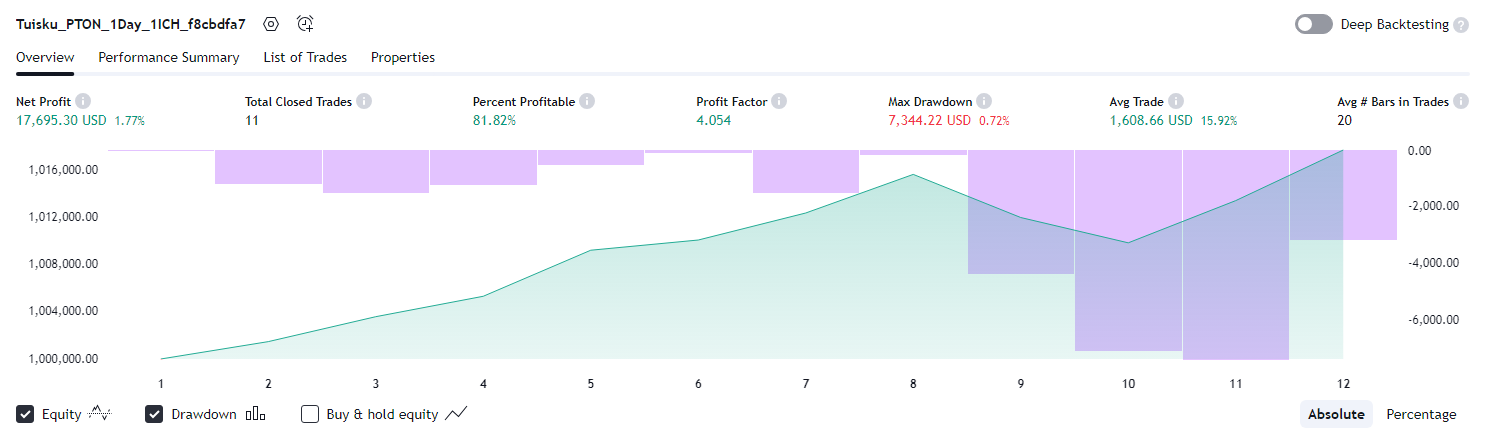 Tuisku_PTON_1Day_1ICH_f8cbdfa7 Deep Backtesting ?
Overview Performance Summary List of Trades Properties
Net Profit Total Closed Trades Percent Profitable Profit Factor Max Drawdown Avg Trade Avg # Bars in Trades
17,695.30 USD 1.77% 11 81.82% 4.054 7,344.22 USD 0.72% 1,608.66 USD 15.92% 20
0.00
1,016,000.00
-2,000.00
1,012,000.00
1,008,000.00 -4,000.00
1,004,000.00
-6,000.00
1,000,000.00
1 2 3 4 5 6 7 8 9 10 11 12
Equity Drawdown Buy & hold equity Absolute Percentage